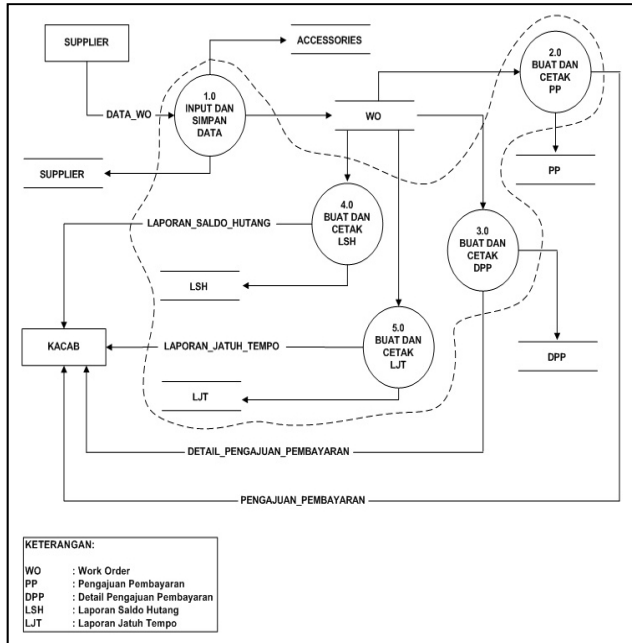 SUPPLIER
ACCESSORIES
2.0
BUAT DAN
CETAK
PP
1.0
INPUT DAN
SIMPAN
DATA
DATA_WO
WO
SUPPLIER
PP
4.0
BUAT DAN
CETAK
LSH
LAPORAN_SALDO_HUTANG
3.0
BUAT DAN
CETAK
DPP
LSH
5.0
BUAT DAN
CETAK
LJT
KACAB
LAPORAN_JATUH_TEMPO
DPP
LJT
DETAIL_PENGAJUAN_PEMBAYARAN
PENGAJUAN_PEMBAYARAN
KETERANGAN:
WO : Work Order
PP : Pengajuan Pembayaran
DPP : Detail Pengajuan Pembayaran
LSH : Laporan Saldo Hutang
LJT : Laporan Jatuh Tempo